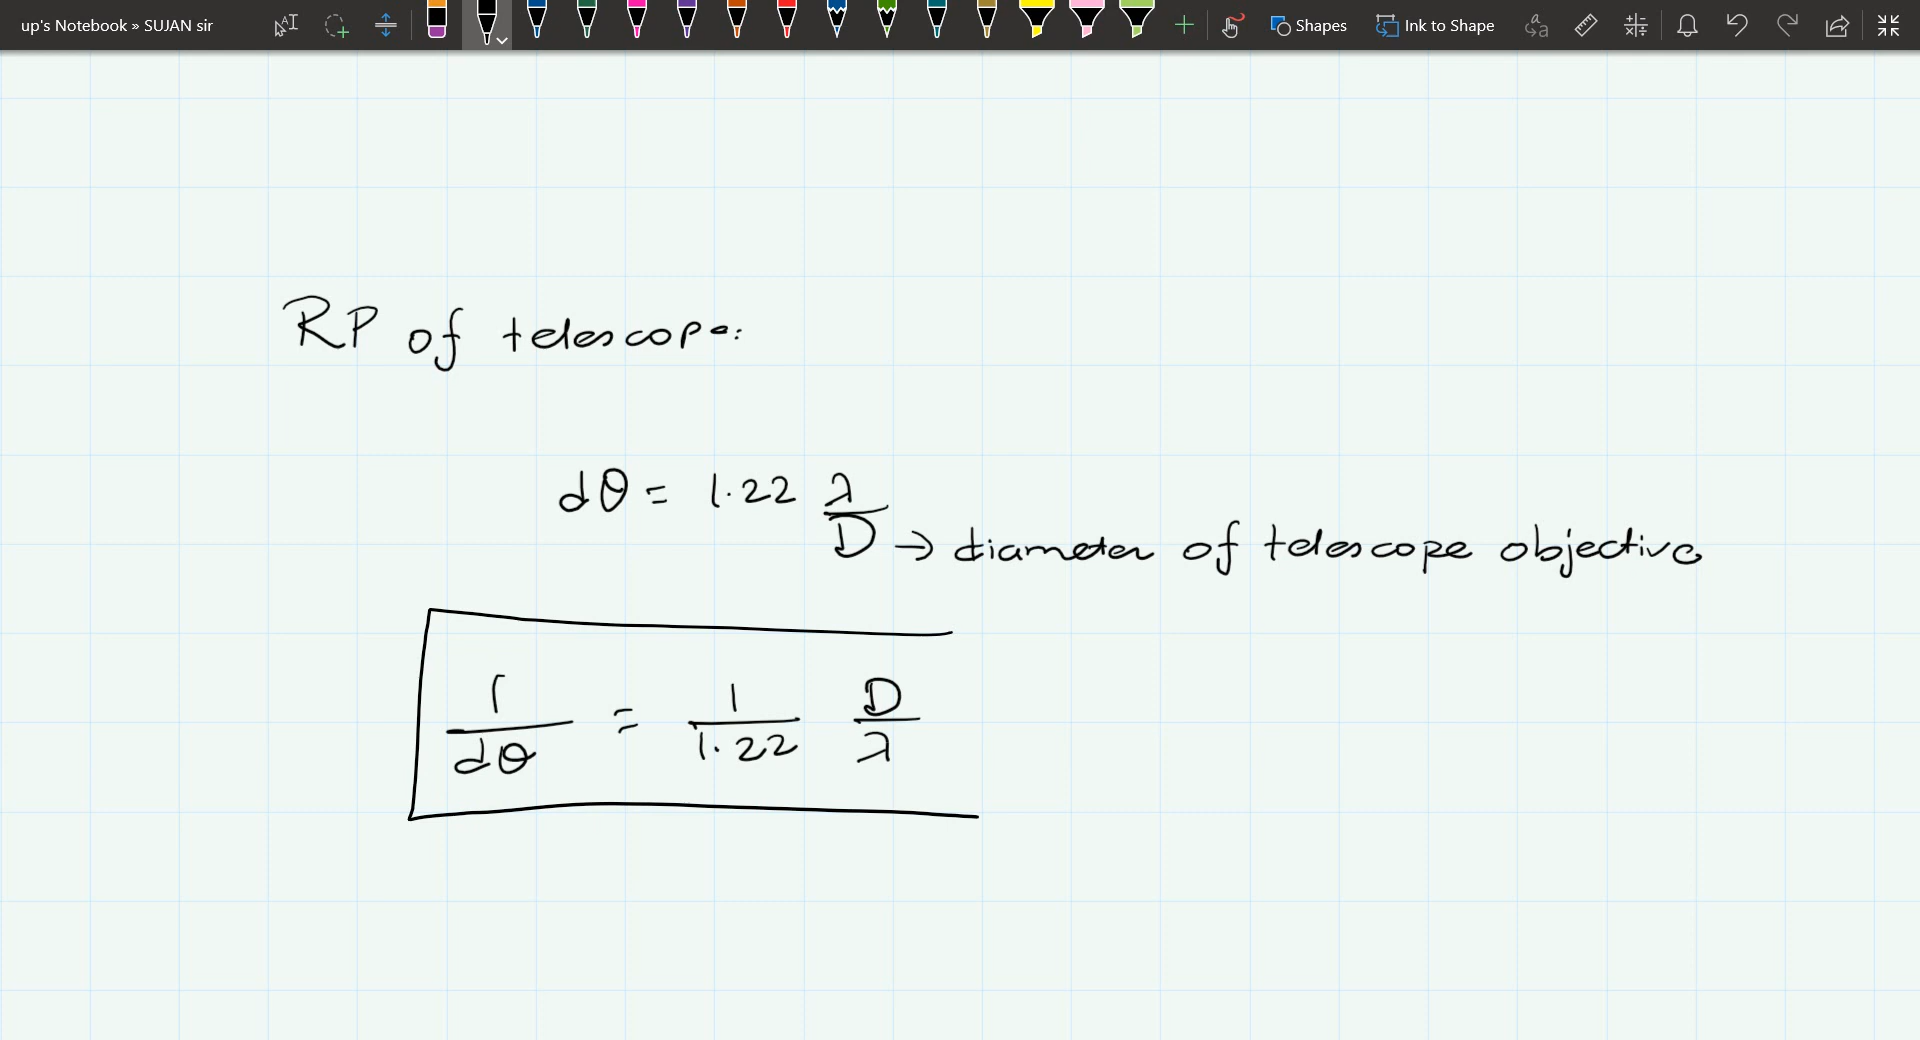 up's Notebook » SUJAN sir
Shapes
Ink to Shape
RP of telescope:
dθ = 1.22 λ/D → diameter of telescope objective
1/dθ = 1/1.22 D/λ